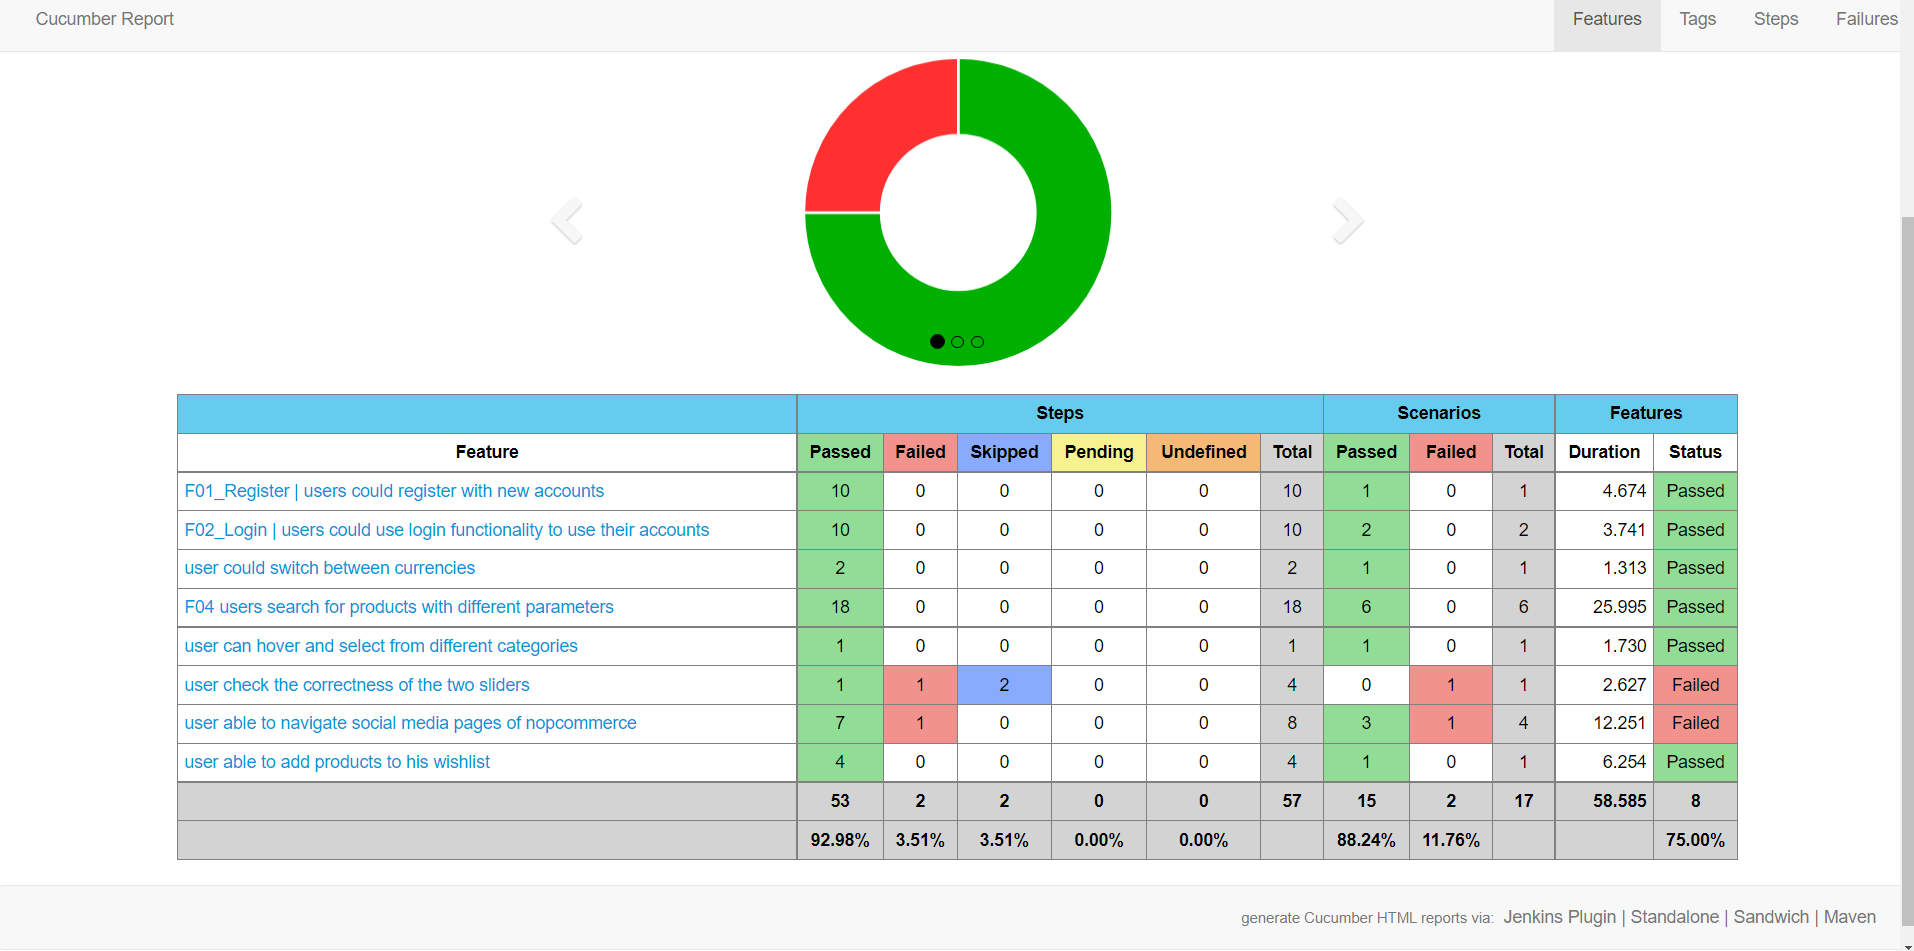 Cucumber Report Features Tags Steps Failures
Steps Scenarios Features
Feature Passed Failed Skipped Pending Undefined Total Passed Failed Total Duration Status
F01_Register | users could register with new accounts 10 0 0 0 0 10 1 0 1 4.674 Passed
F02_Login | users could use login functionality to use their accounts 10 0 0 0 0 10 2 0 2 3.741 Passed
user could switch between currencies 2 0 0 0 0 2 1 0 1 1.313 Passed
F04 users search for products with different parameters 18 0 0 0 0 18 6 0 6 25.995 Passed
user can hover and select from different categories 1 0 0 0 0 1 1 0 1 1.730 Passed
user check the correctness of the two sliders 1 1 2 0 0 4 0 1 1 2.627 Failed
user able to navigate social media pages of nopcommerce 7 1 0 0 0 8 3 1 4 12.251 Failed
user able to add products to his wishlist 4 0 0 0 0 4 1 0 1 6.254 Passed
53 2 2 0 0 57 15 2 17 58.585 8
92.98% 3.51% 3.51% 0.00% 0.00% 88.24% 11.76% 75.00%
generate Cucumber HTML reports via: Jenkins Plugin | Standalone | Sandwich | Maven